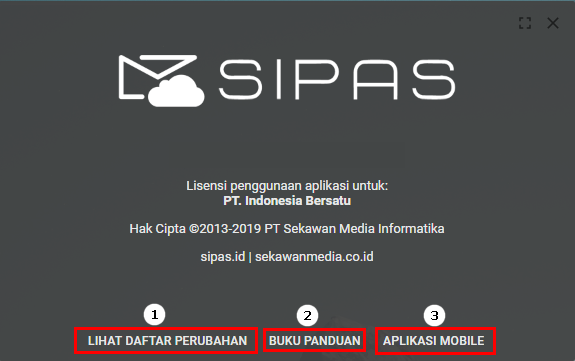 SIPAS
Lisensi penggunaan aplikasi untuk:
PT. Indonesia Bersatu
Hak Cipta ©2013-2019 PT Sekawan Media Informatika
sipas.id | sekawanmedia.co.id
1 2 3
LIHAT DAFTAR PERUBAHAN BUKU PANDUAN APLIKASI MOBILE